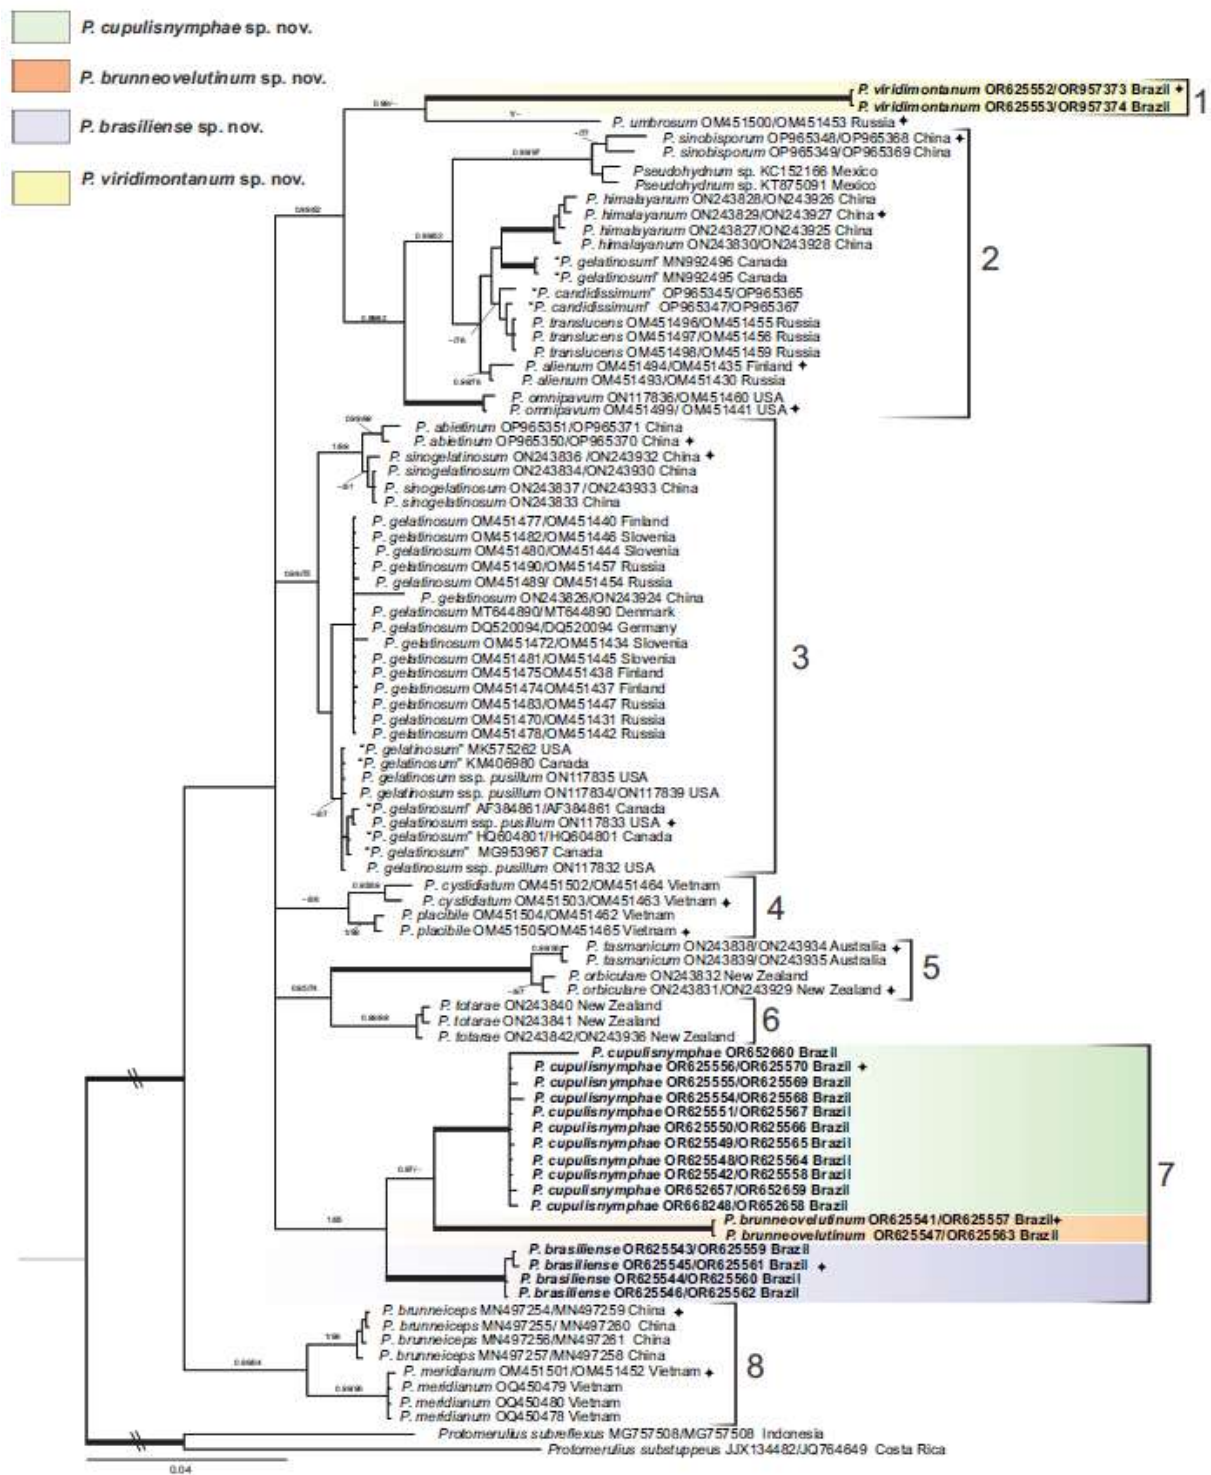 P. cupulisnymphae sp. nov.
P. brunneovelutinum sp. nov.
P. brasiliense sp. nov.
P. viridimontanum sp. nov.
P. viridimontanum OR625552/OR957373 Brazil
P. viridimontanum OR625553/OR957374 Brazil
1
P. umbrosum OM451500/OM451453 Russia
P. sinobisporum OP965348/OP965368 China
P. sinobisporum OP965349/OP965369 China
Pseudohydnum sp. KC152166 Mexico
Pseudohydnum sp. KT875091 Mexico
P. himalayanum ON243828/ON243926 China
P. himalayanum ON243829/ON243927 China
P. himalayanum ON243827/ON243925 China
P. himalayanum ON243830/ON243928 China
"P. gelatinosum" MN992496 Canada
"P. gelatinosum" MN992495 Canada
"P. candidissimum" OP965345/OP965365
"P. candidissimum" OP965347/OP965367
P. translucens OM451496/OM451455 Russia
P. translucens OM451497/OM451456 Russia
P. translucens OM451498/OM451459 Russia
P. alienum OM451494/OM451435 Finland
P. alienum OM451493/OM451430 Russia
P. omnipavum ON117836/OM451460 USA
P. omnipavum OM451499/ OM451441 USA
2
P. abietinum OP965351/OP965371 China
P. abietinum OP965350/OP965370 China
P. sinogelatinosum ON243836 /ON243932 China
P. sinogelatinosum ON243834/ON243930 China
P. sinogelatinosum ON243837 /ON243933 China
P. sinogelatinosum ON243833 China
P. gelatinosum OM451477/OM451440 Finland
P. gelatinosum OM451482/OM451446 Slovenia
P. gelatinosum OM451480/OM451444 Slovenia
P. gelatinosum OM451490/OM451457 Russia
P. gelatinosum OM451489/ OM451454 Russia
P. gelatinosum ON243826/ON243924 China
P. gelatinosum MT644890/MT644890 Denmark
P. gelatinosum DQ520094/DQ520094 Germany
P. gelatinosum OM451472/OM451434 Slovenia
P. gelatinosum OM451481/OM451445 Slovenia
P. gelatinosum OM451475OM451438 Finland
P. gelatinosum OM451474OM451437 Finland
P. gelatinosum OM451483/OM451447 Russia
P. gelatinosum OM451470/OM451431 Russia
P. gelatinosum OM451478/OM451442 Russia
"P. gelatinosum" MK575262 USA
"P. gelatinosum" KM406980 Canada
P. gelatinosum ssp. pusillum ON117835 USA
P. gelatinosum ssp. pusillum ON117834/ON117839 USA
"P. gelatinosum" AF384861/AF384861 Canada
P. gelatinosum ssp. pusillum ON117833 USA
"P. gelatinosum" HQ604801/HQ604801 Canada
"P. gelatinosum" MG953967 Canada
P. gelatinosum ssp. pusillum ON117832 USA
3
P. cystidiatum OM451502/OM451464 Vietnam
P. cystidiatum OM451503/OM451463 Vietnam
P. placibile OM451504/OM451462 Vietnam
P. placibile OM451505/OM451465 Vietnam
4
P. tasmanicum ON243838/ON243934 Australia
P. tasmanicum ON243839/ON243935 Australia
P. orbiculare ON243832 New Zealand
P. orbiculare ON243831/ON243929 New Zealand
5
P. totarae ON243840 New Zealand
P. totarae ON243841 New Zealand
P. totarae ON243842/ON243936 New Zealand
6
P. cupulisnymphae OR652660 Brazil
P. cupulisnymphae OR625556/OR625570 Brazil
P. cupulisnymphae OR625555/OR625569 Brazil
P. cupulisnymphae OR625554/OR625568 Brazil
P. cupulisnymphae OR625551/OR625567 Brazil
P. cupulisnymphae OR625550/OR625566 Brazil
P. cupulisnymphae OR625549/OR625565 Brazil
P. cupulisnymphae OR625548/OR625564 Brazil
P. cupulisnymphae OR625542/OR625558 Brazil
P. cupulisnymphae OR652657/OR652659 Brazil
P. cupulisnymphae OR668248/OR652658 Brazil
P. brunneovelutinum OR625541/OR625557 Brazil
P. brunneovelutinum OR625547/OR625563 Brazil
P. brasiliense OR625543/OR625559 Brazil
P. brasiliense OR625545/OR625561 Brazil
P. brasiliense OR625544/OR625560 Brazil
P. brasiliense OR625546/OR625562 Brazil
7
P. brunneiceps MN497254/MN497259 China
P. brunneiceps MN497255/ MN497260 China
P. brunneiceps MN497256/MN497261 China
P. brunneiceps MN497257/MN497258 China
P. meridianum OM451501/OM451452 Vietnam
P. meridianum OQ450479 Vietnam
P. meridianum OQ450480 Vietnam
P. meridianum OQ450478 Vietnam
8
Protomerulius subreflexus MG757508/MG757508 Indonesia
Protomerulius substuppeus JJX134482/JQ764649 Costa Rica
0.04